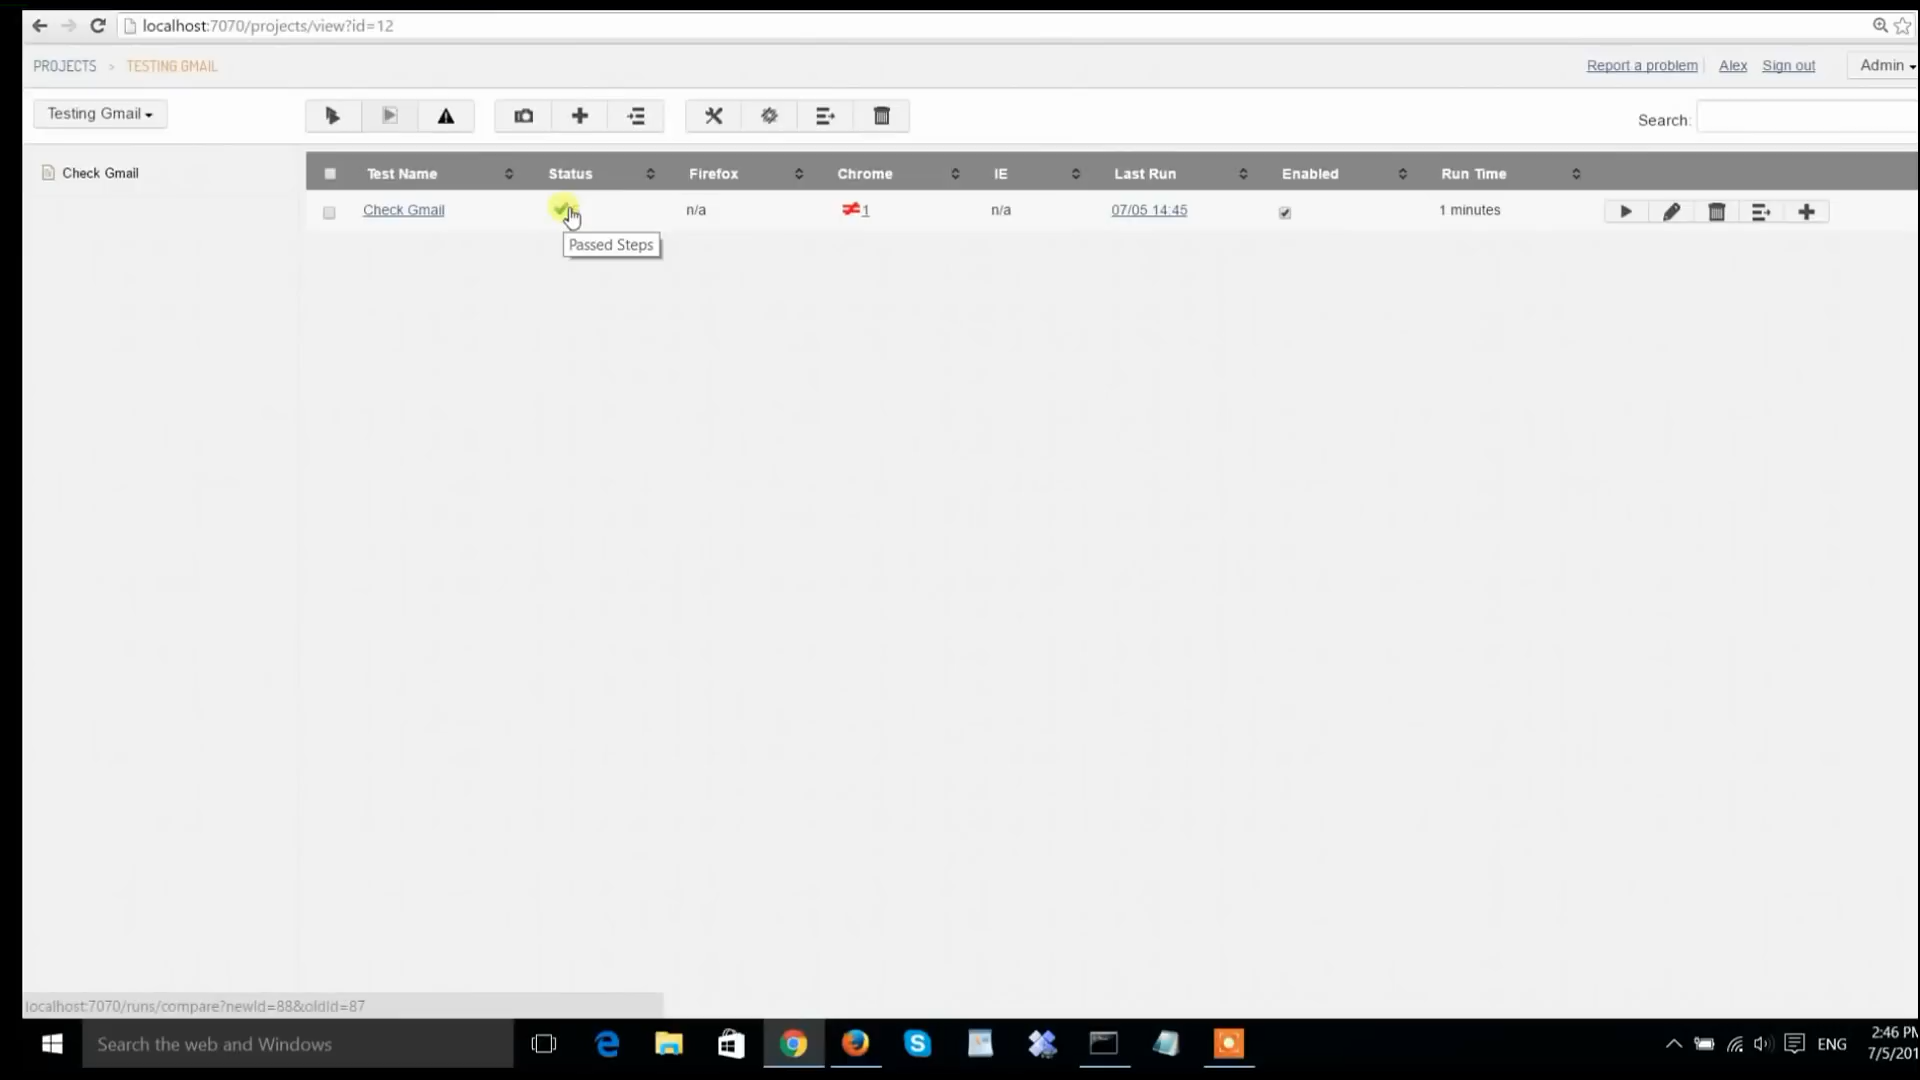 localhost:7070/projects/view?id=12
PROJECTS > TESTING GMAIL
Report a problem Alex Sign out Admin
Testing Gmail
Search:
Check Gmail
Test Name Status Firefox Chrome IE Last Run Enabled Run Time
Check Gmail n/a 1 n/a 07/05 14:45 1 minutes
Passed Steps
localhost:7070/runs/compare?newId=88&oldId=87
Search the web and Windows
ENG
2:46 PM
7/5/201